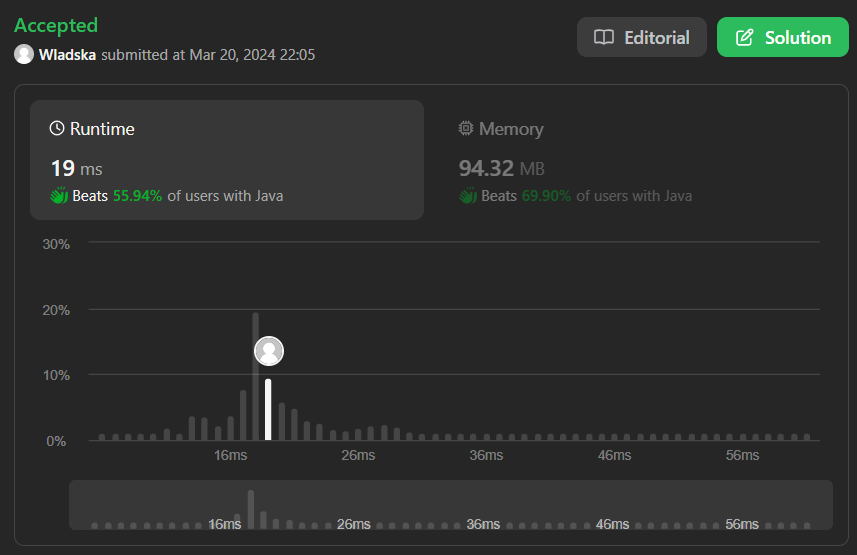 Accepted
Wladska submitted at Mar 20, 2024 22:05
Editorial
Solution
Runtime
19 ms
Beats 55.94% of users with Java
Memory
94.32 MB
Beats 69.90% of users with Java
30%
20%
10%
0%
16ms 26ms 36ms 46ms 56ms
16ms 26ms 36ms 46ms 56ms